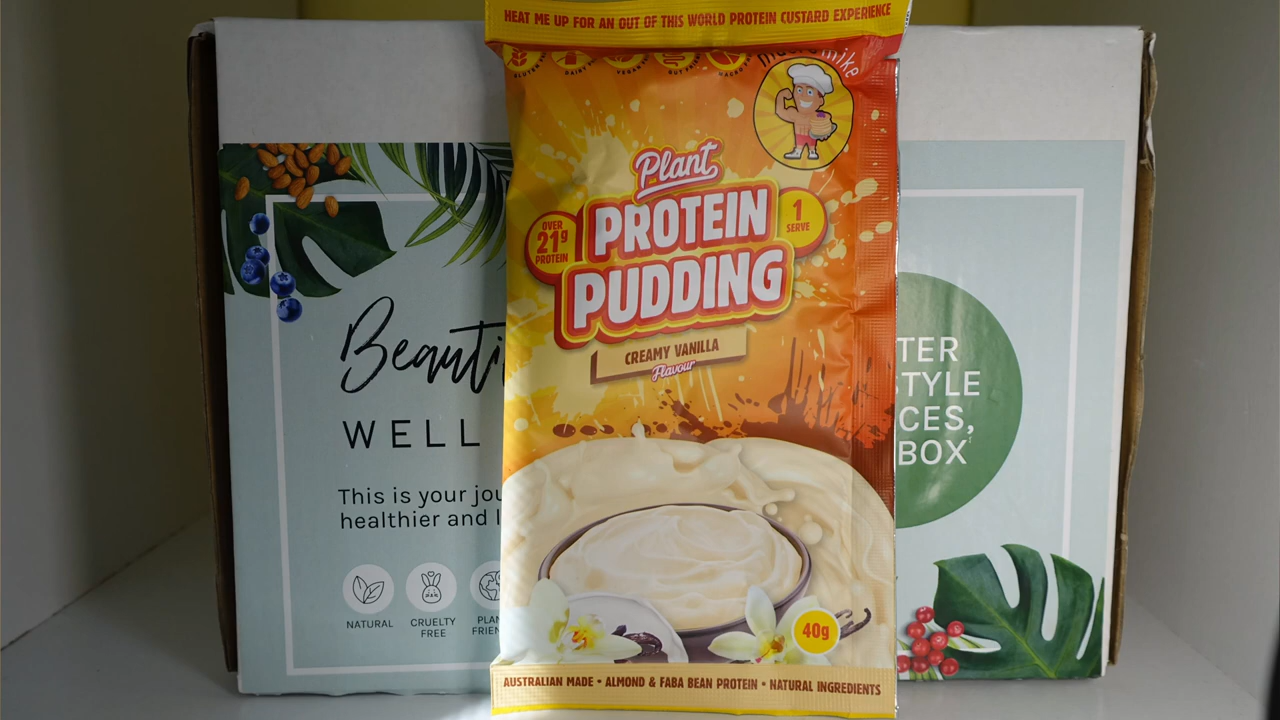 HEAT ME UP FOR AN OUT OF THIS WORLD PROTEIN CUSTARD EXPERIENCE
mike
Plant
PROTEIN
PUDDING
OVER
21g
PROTEIN
1
SERVE
CREAMY VANILLA
Flavour
40g
AUSTRALIAN MADE • ALMOND & FABA BEAN PROTEIN • NATURAL INGREDIENTS
Beauti
WELL
This is your jou
healthier and l
NATURAL
CRUELTY
FREE
PLAN
FRIEN
TER
STYLE
CES,
BOX